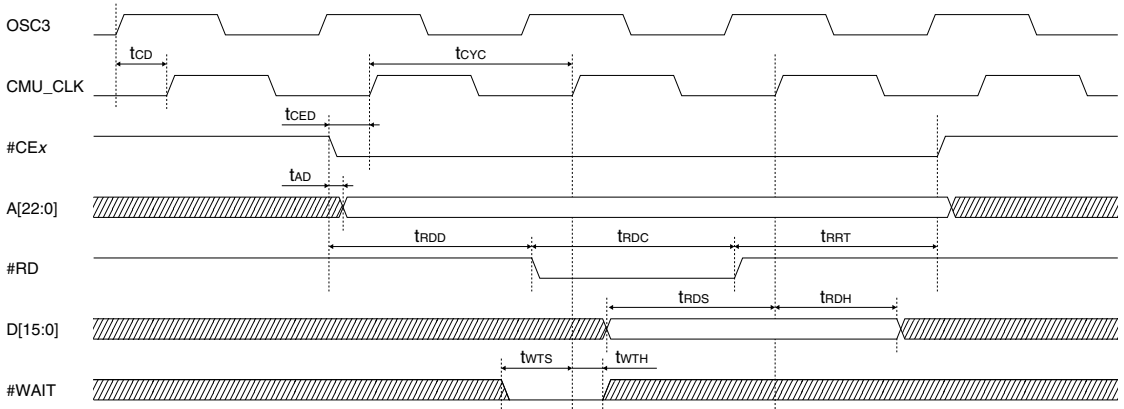 OSC3
tCD
tCYC
CMU_CLK
tCED
#CEx
tAD
A[22:0]
tRDD tRDC tRRT
#RD
tRDS tRDH
D[15:0]
tWTS tWTH
#WAIT